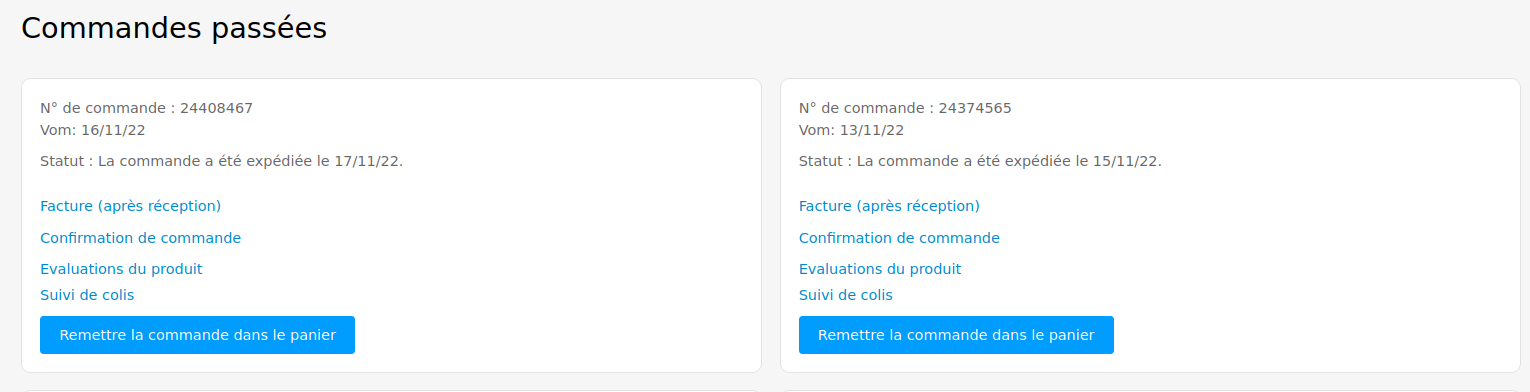 Commandes passées
N° de commande : 24408467
Vom: 16/11/22
Statut : La commande a été expédiée le 17/11/22.
Facture (après réception)
Confirmation de commande
Evaluations du produit
Suivi de colis
Remettre la commande dans le panier
N° de commande : 24374565
Vom: 13/11/22
Statut : La commande a été expédiée le 15/11/22.
Facture (après réception)
Confirmation de commande
Evaluations du produit
Suivi de colis
Remettre la commande dans le panier